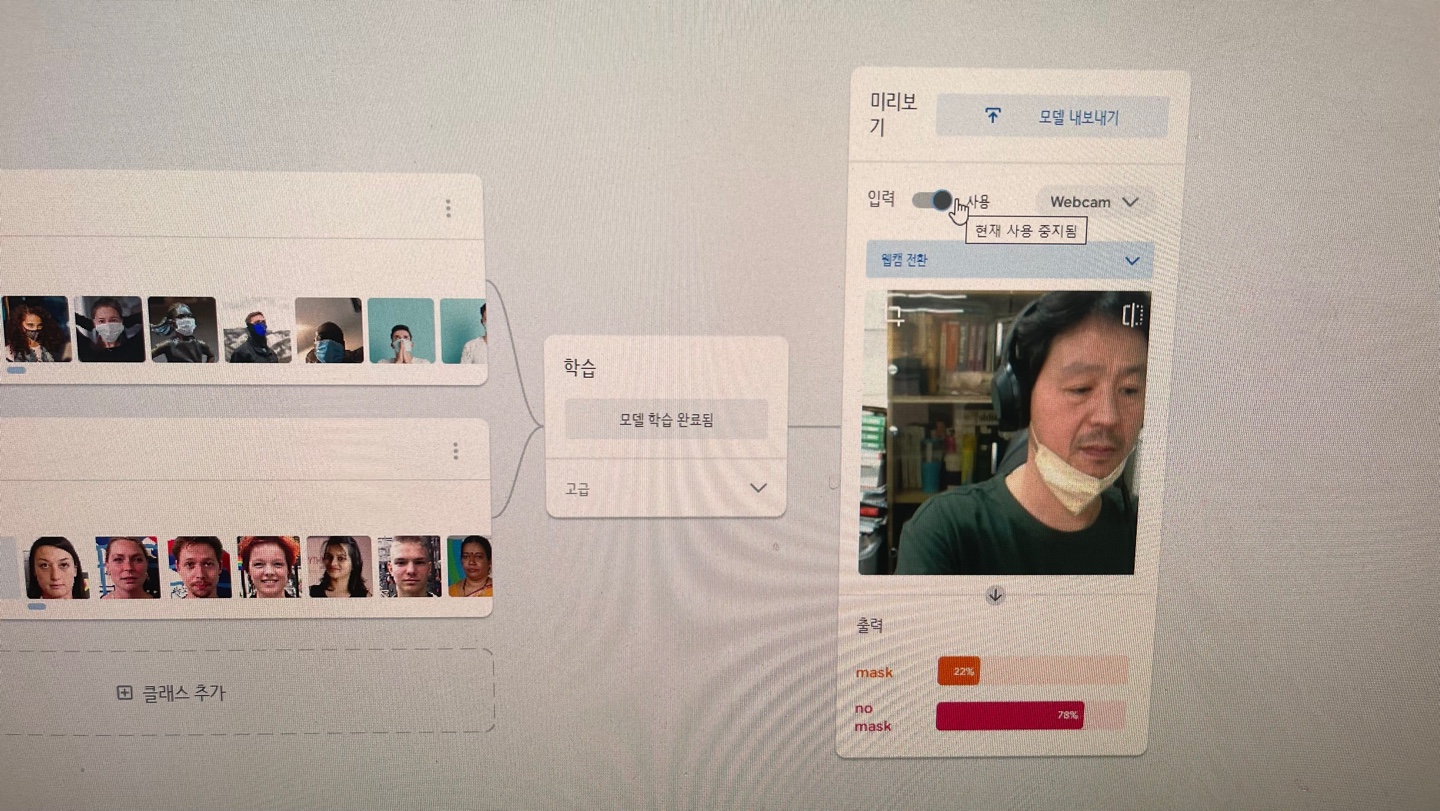 미리보
기
모델 내보내기
입력
사용
Webcam
현재 사용 중지됨
웹캠 전환
학습
모델 학습 완료됨
고급
출력
mask
22%
no
mask
78%
클래스 추가